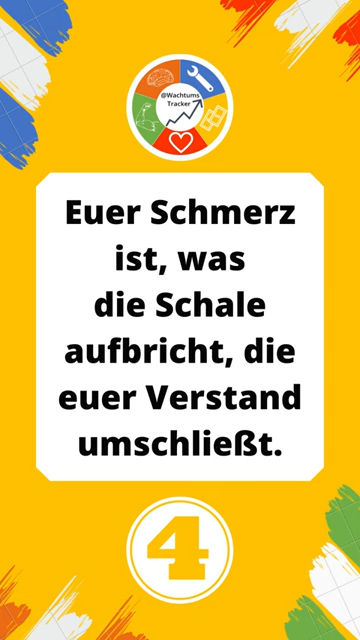 @Wachtums
Tracker
Euer Schmerz
ist, was
die Schale
aufbricht, die
euer Verstand
umschließt.
4